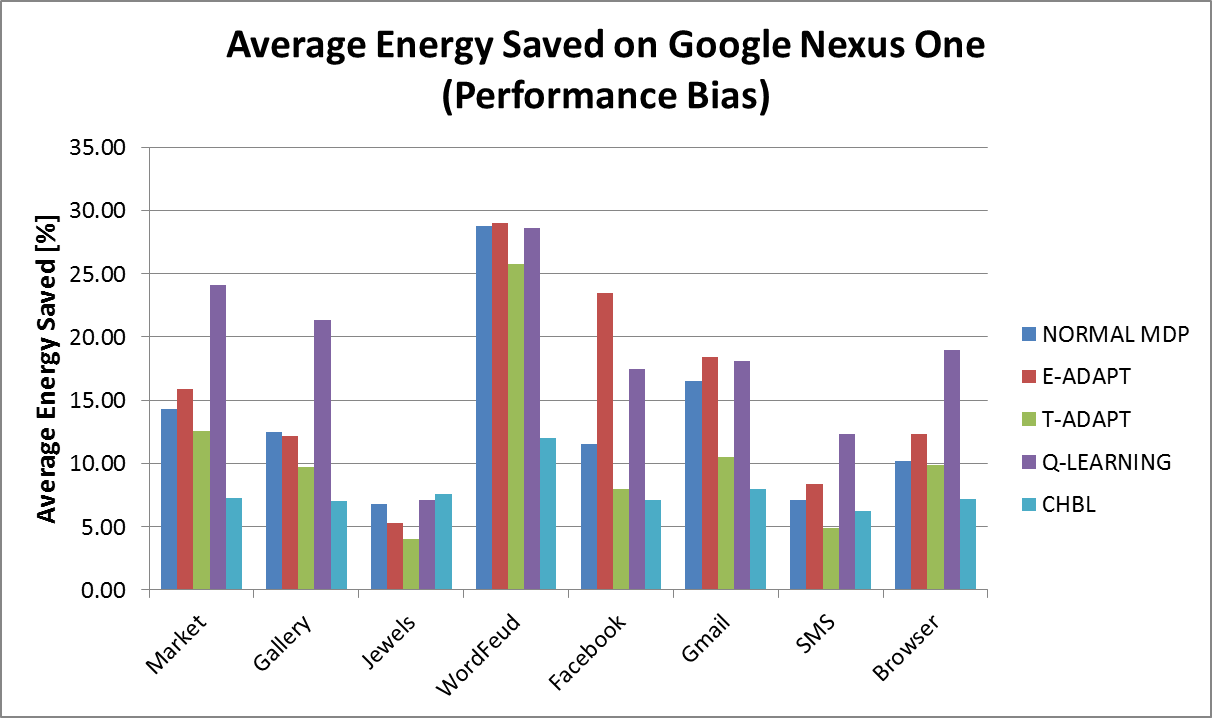 Average Energy Saved on Google Nexus One
(Performance Bias)
Average Energy Saved [%]
35.00
30.00
25.00
20.00
15.00
10.00
5.00
0.00
Market
Gallery
Jewels
WordFeud
Facebook
Gmail
SMS
Browser
NORMAL MDP
E-ADAPT
T-ADAPT
Q-LEARNING
CHBL